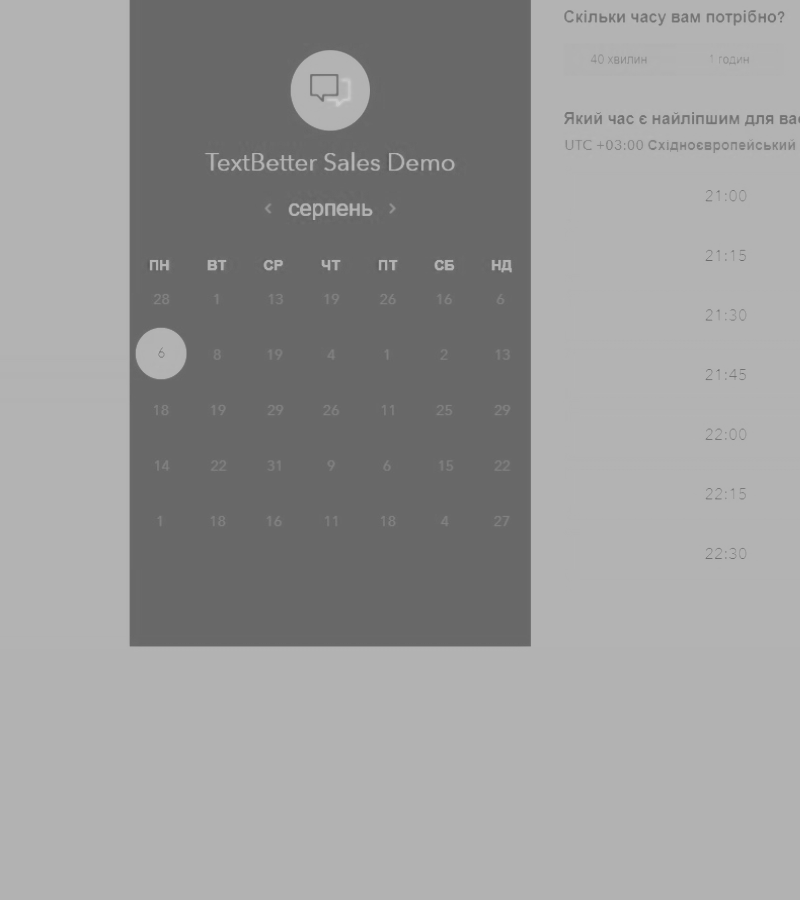 TextBetter Sales Demo
серпень
ПН ВТ СР ЧТ ПТ СБ НД
28 1 13 19 26 16 6
6 8 19 4 1 2 13
18 19 29 26 11 25 29
14 22 31 9 6 15 22
1 18 16 11 18 4 27
Скільки часу вам потрібно?
40 хвилин 1 годин
Який час є найліпшим для вас
UTC +03:00 Східноєвропейський
21:00
21:15
21:30
21:45
22:00
22:15
22:30